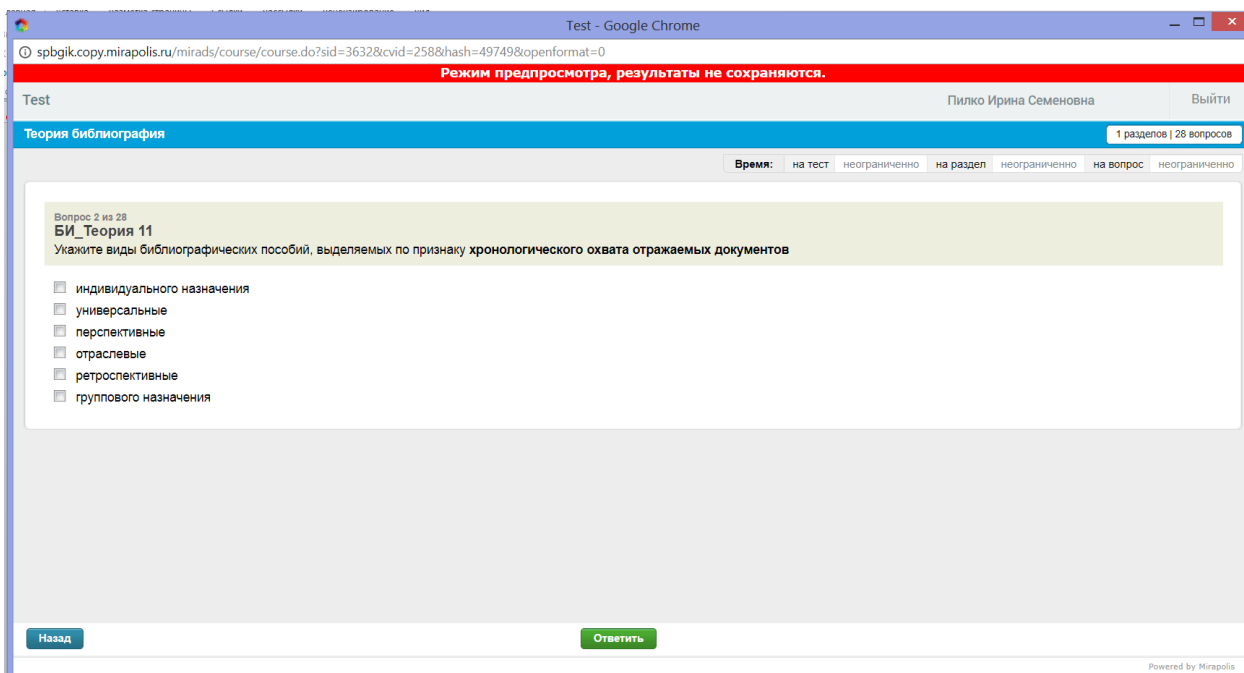 Test - Google Chrome
spbgik.copy.mirapolis.ru/mirads/course/course.do?sid=3632&cvid=258&hash=49749&openformat=0
Режим предпросмотра, результаты не сохраняются.
Test Пилко Ирина Семеновна Выйти
Теория библиография 1 разделов | 28 вопросов
Время: на тест неограниченно на раздел неограниченно на вопрос неограниченно
Вопрос 2 из 28
БИ_Теория 11
Укажите виды библиографических пособий, выделяемых по признаку хронологического охвата отражаемых документов
индивидуального назначения
универсальные
перспективные
отраслевые
ретроспективные
группового назначения
Назад Ответить
Powered by Mirapolis